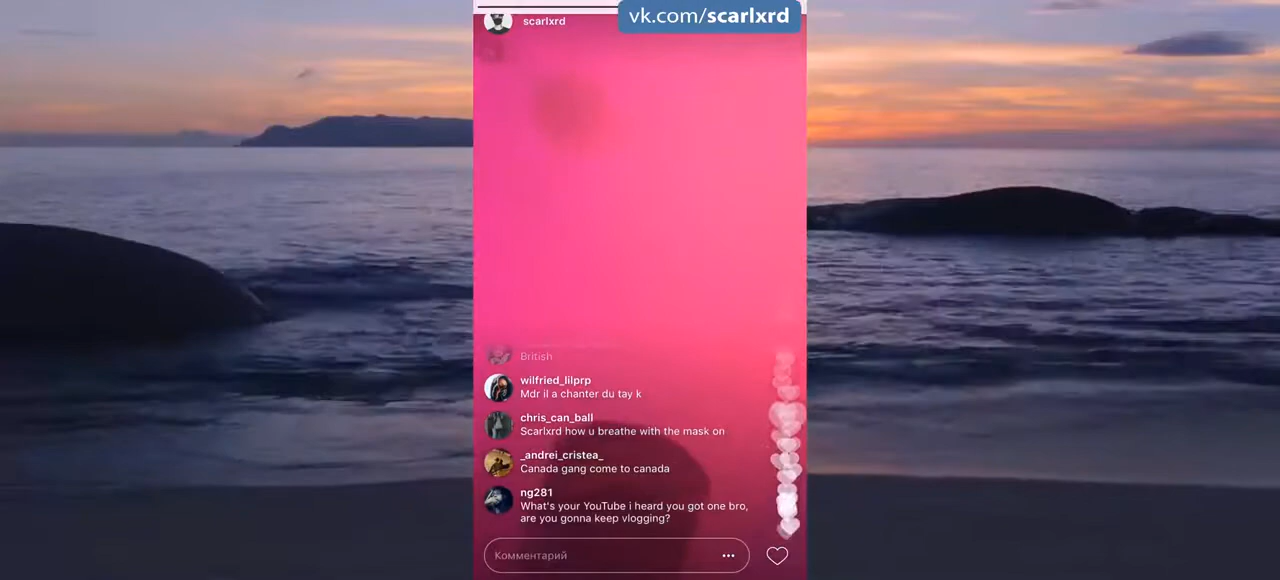 vk.com/scarlxrd
scarlxrd
British
wilfried_lilprp
Mdr il a chanter du tay k
chris_can_ball
Scarlxrd how u breathe with the mask on
_andrei_cristea_
Canada gang come to canada
ng281
What's your YouTube i heard you got one bro,
are you gonna keep vlogging?
Комментарий